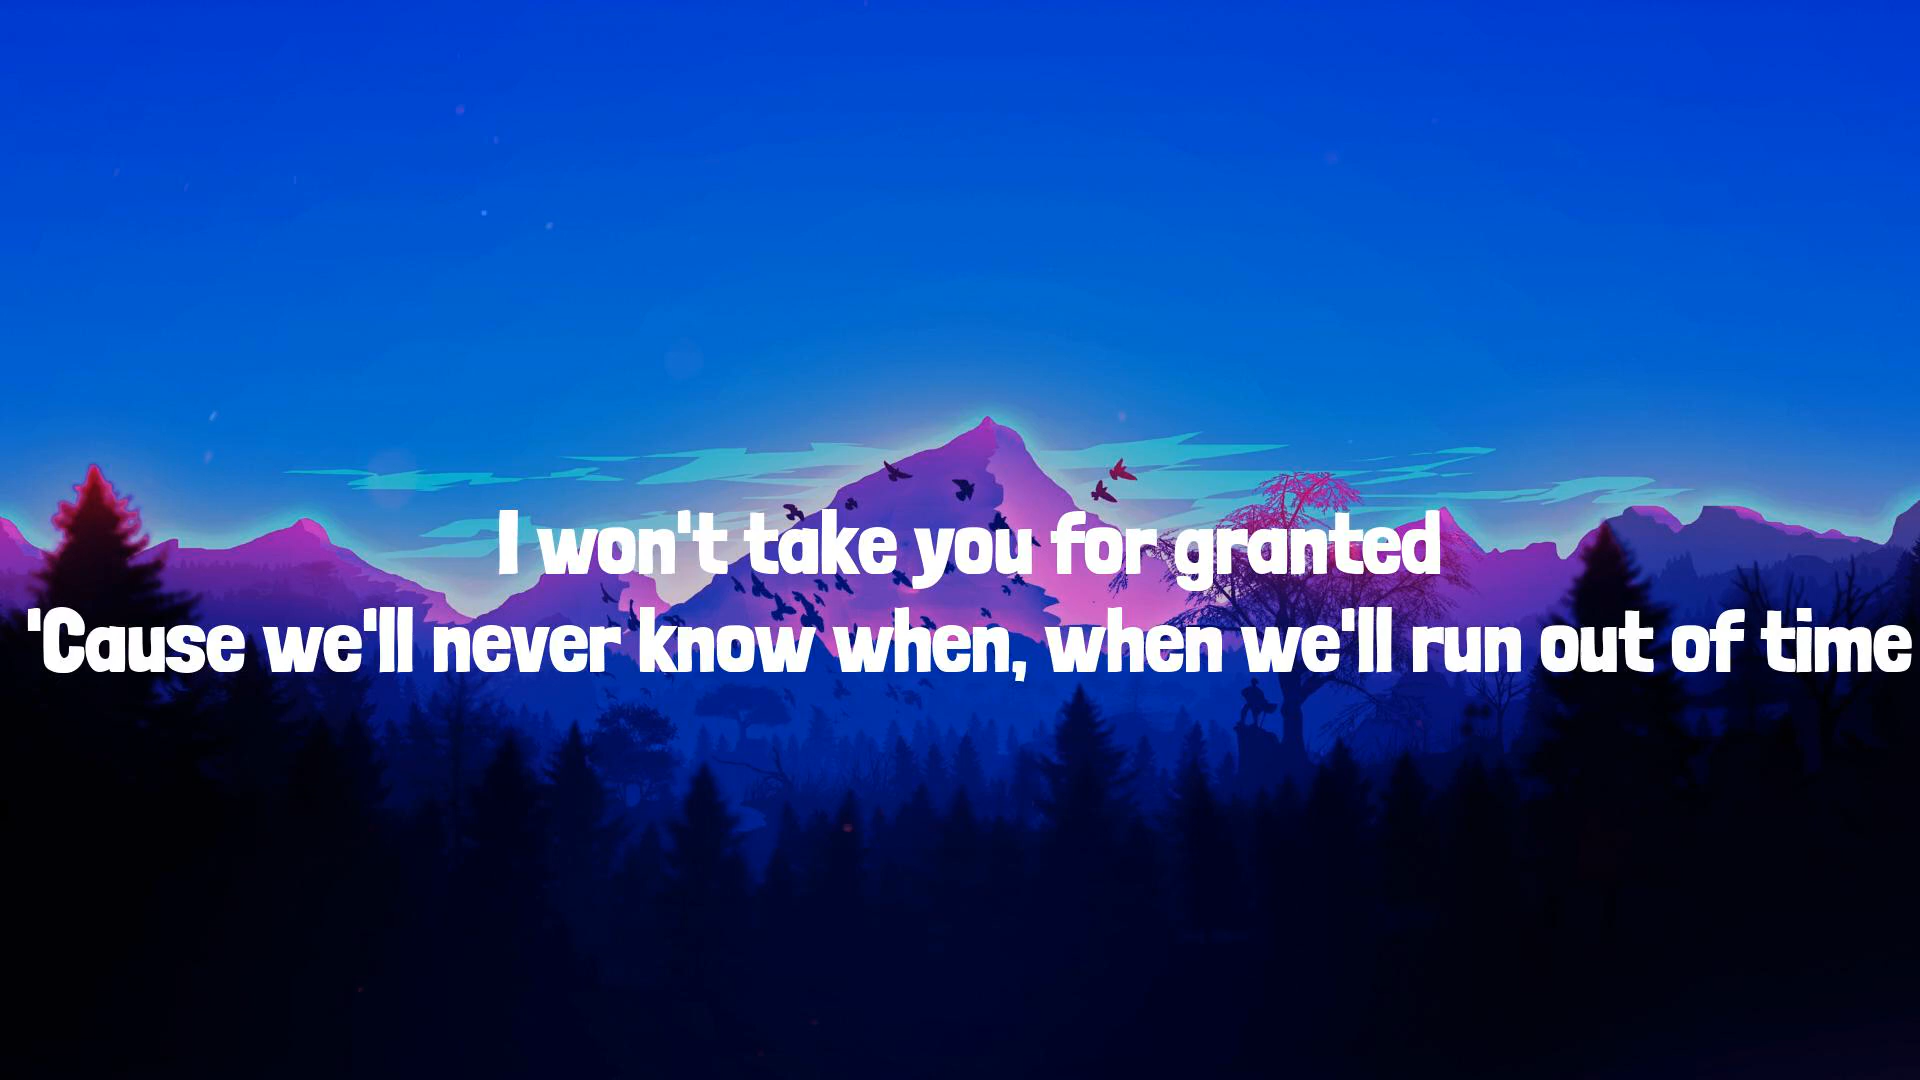 I won't take you for granted
'Cause we'll never know when, when we'll run out of time